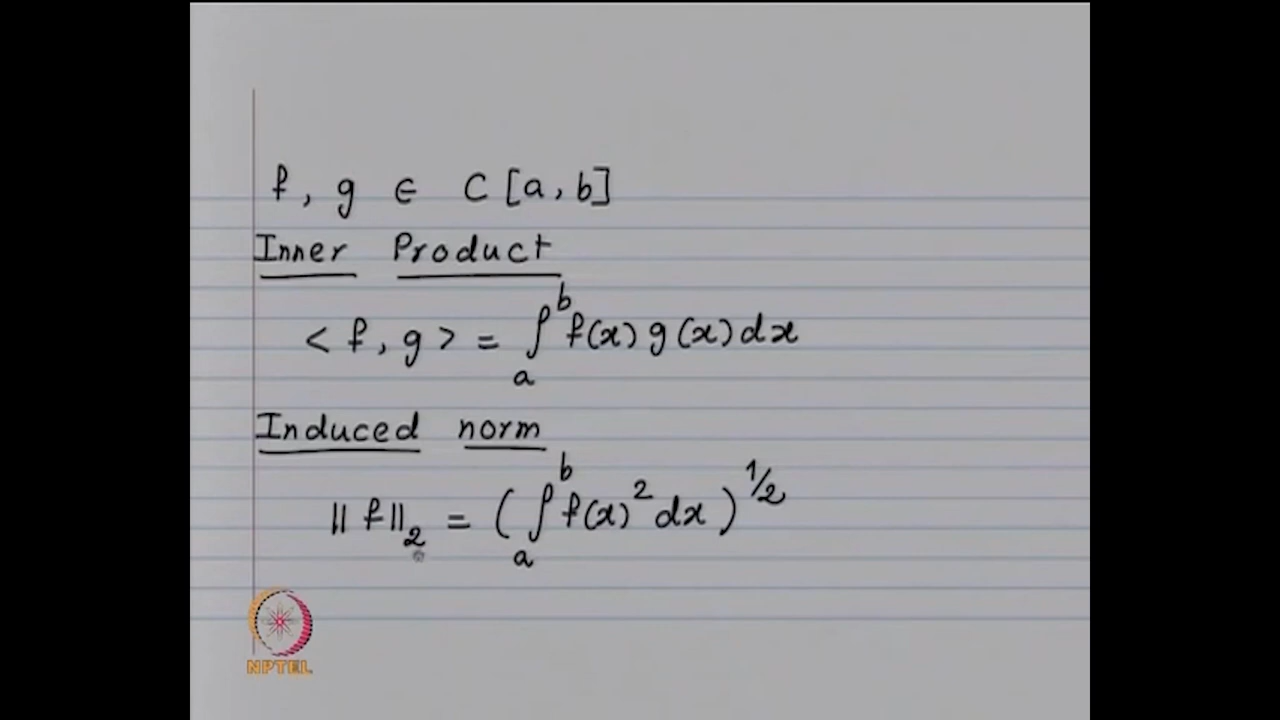 f, g ∈ C [a, b]
Inner Product
< f, g > = ∫_a^b f(x) g(x) dx
Induced norm
|| f ||_2 = ( ∫_a^b f(x)^2 dx )^{1/2}
NPTEL